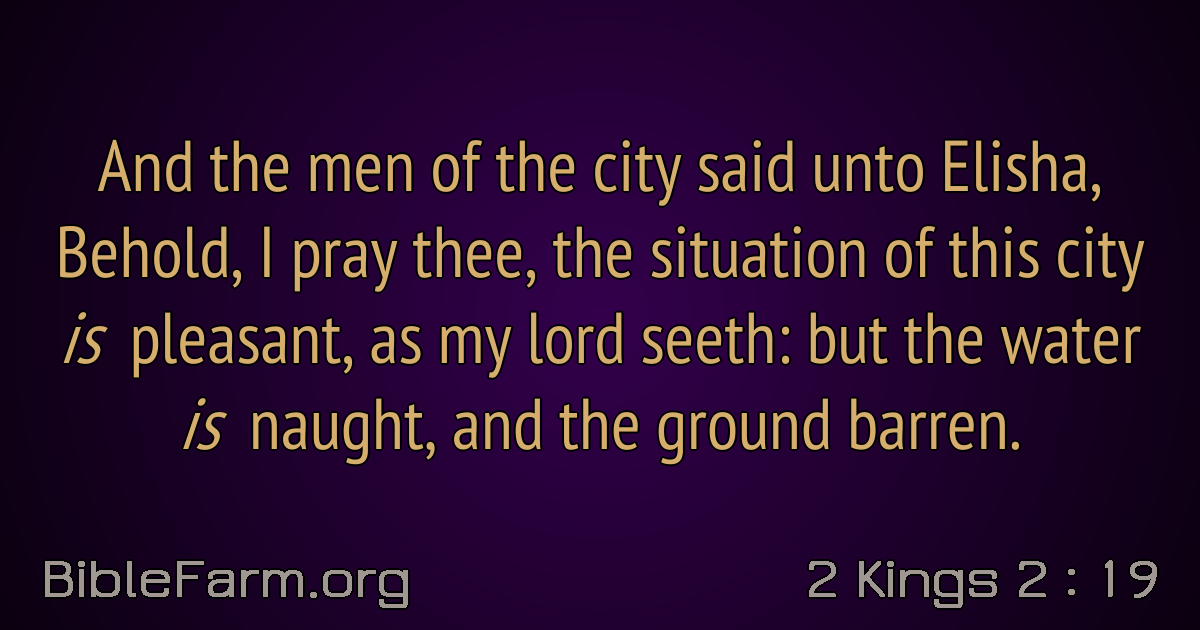 And the men of the city said unto Elisha,
Behold, I pray thee, the situation of this city
is pleasant, as my lord seeth: but the water
is naught, and the ground barren.
BibleFarm.org
2 Kings 2 : 19